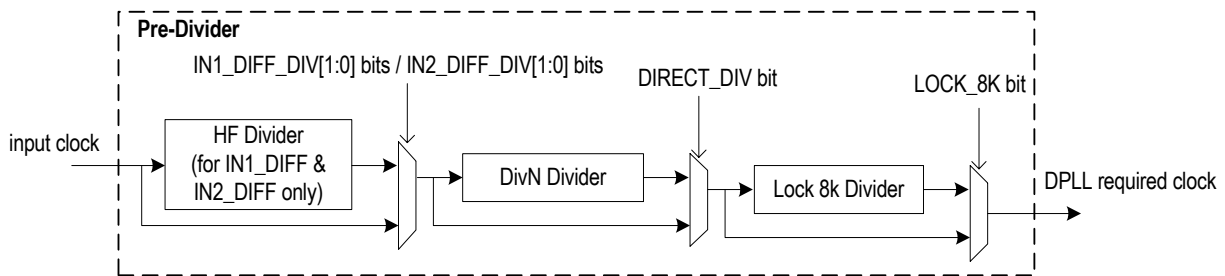 Pre-Divider
IN1_DIFF_DIV[1:0] bits / IN2_DIFF_DIV[1:0] bits
DIRECT_DIV bit
LOCK_8K bit
input clock
HF Divider
(for IN1_DIFF &
IN2_DIFF only)
DivN Divider
Lock 8k Divider
DPLL required clock